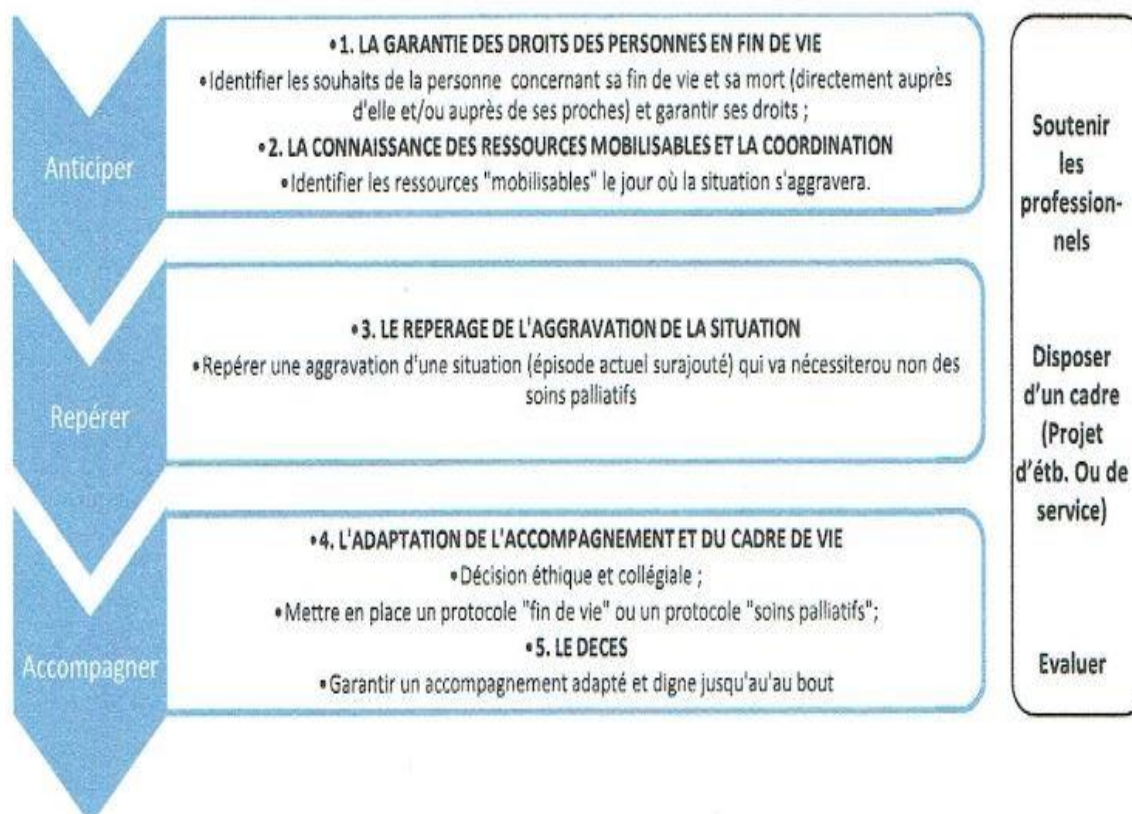 Anticiper
•1. LA GARANTIE DES DROITS DES PERSONNES EN FIN DE VIE
•Identifier les souhaits de la personne concernant sa fin de vie et sa mort (directement auprès
d'elle et/ou auprès de ses proches) et garantir ses droits ;
•2. LA CONNAISSANCE DES RESSOURCES MOBILISABLES ET LA COORDINATION
•Identifier les ressources "mobilisables" le jour où la situation s'aggravera.
Repérer
•3. LE REPERAGE DE L'AGGRAVATION DE LA SITUATION
•Repérer une aggravation d'une situation (épisode actuel surajouté) qui va nécessiterou non des
soins palliatifs
Accompagner
•4. L'ADAPTATION DE L'ACCOMPAGNEMENT ET DU CADRE DE VIE
•Décision éthique et collégiale ;
•Mettre en place un protocole "fin de vie" ou un protocole "soins palliatifs";
•5. LE DECES
•Garantir un accompagnement adapté et digne jusqu'au'au bout
Soutenir
les
profession-
nels
Disposer
d'un cadre
(Projet
d'étb. Ou de
service)
Evaluer